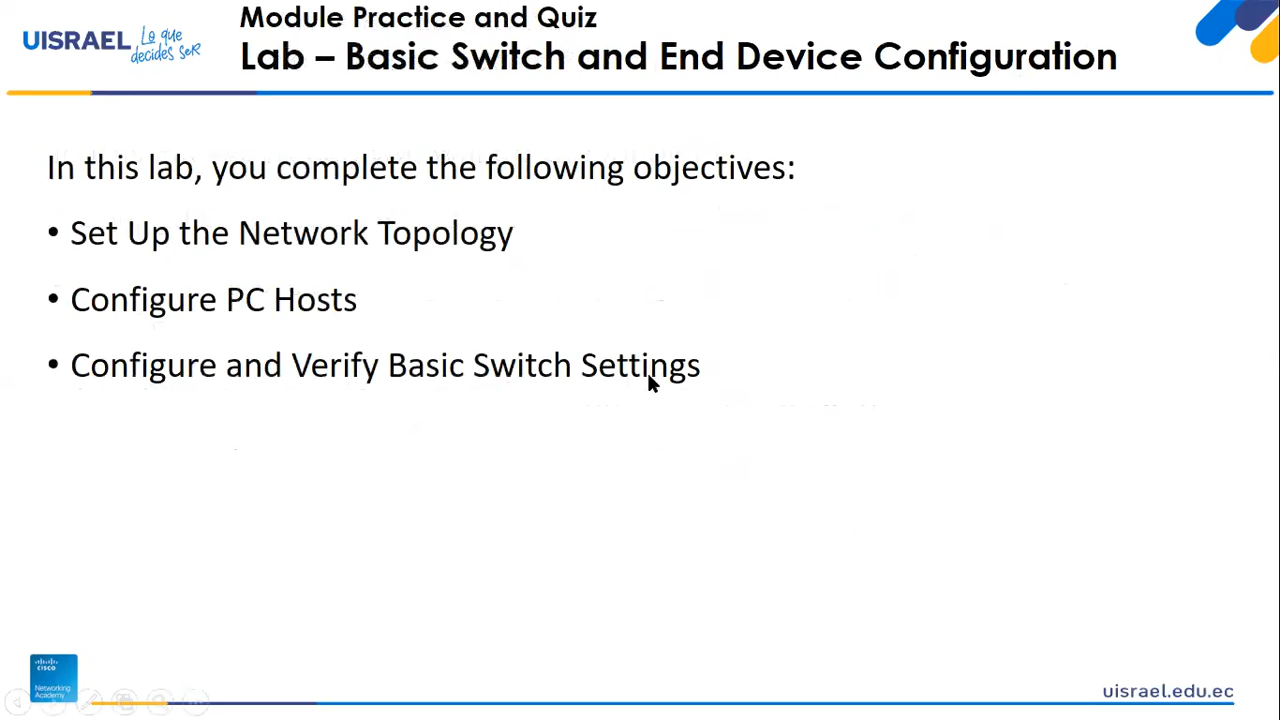 Module Practice and Quiz
UISRAEL Lo que decides seR
Lab – Basic Switch and End Device Configuration
In this lab, you complete the following objectives:
• Set Up the Network Topology
• Configure PC Hosts
• Configure and Verify Basic Switch Settings
CISCO
Networking
Academy
uisrael.edu.ec